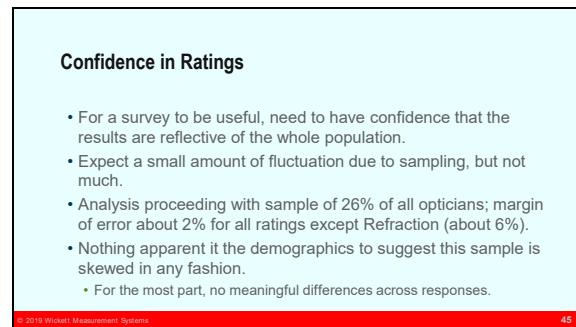 Confidence in Ratings
• For a survey to be useful, need to have confidence that the
results are reflective of the whole population.
• Expect a small amount of fluctuation due to sampling, but not
much.
• Analysis proceeding with sample of 26% of all opticians; margin
of error about 2% for all ratings except Refraction (about 6%).
• Nothing apparent it the demographics to suggest this sample is
skewed in any fashion.
• For the most part, no meaningful differences across responses.
© 2019 Wickett Measurement Systems
45